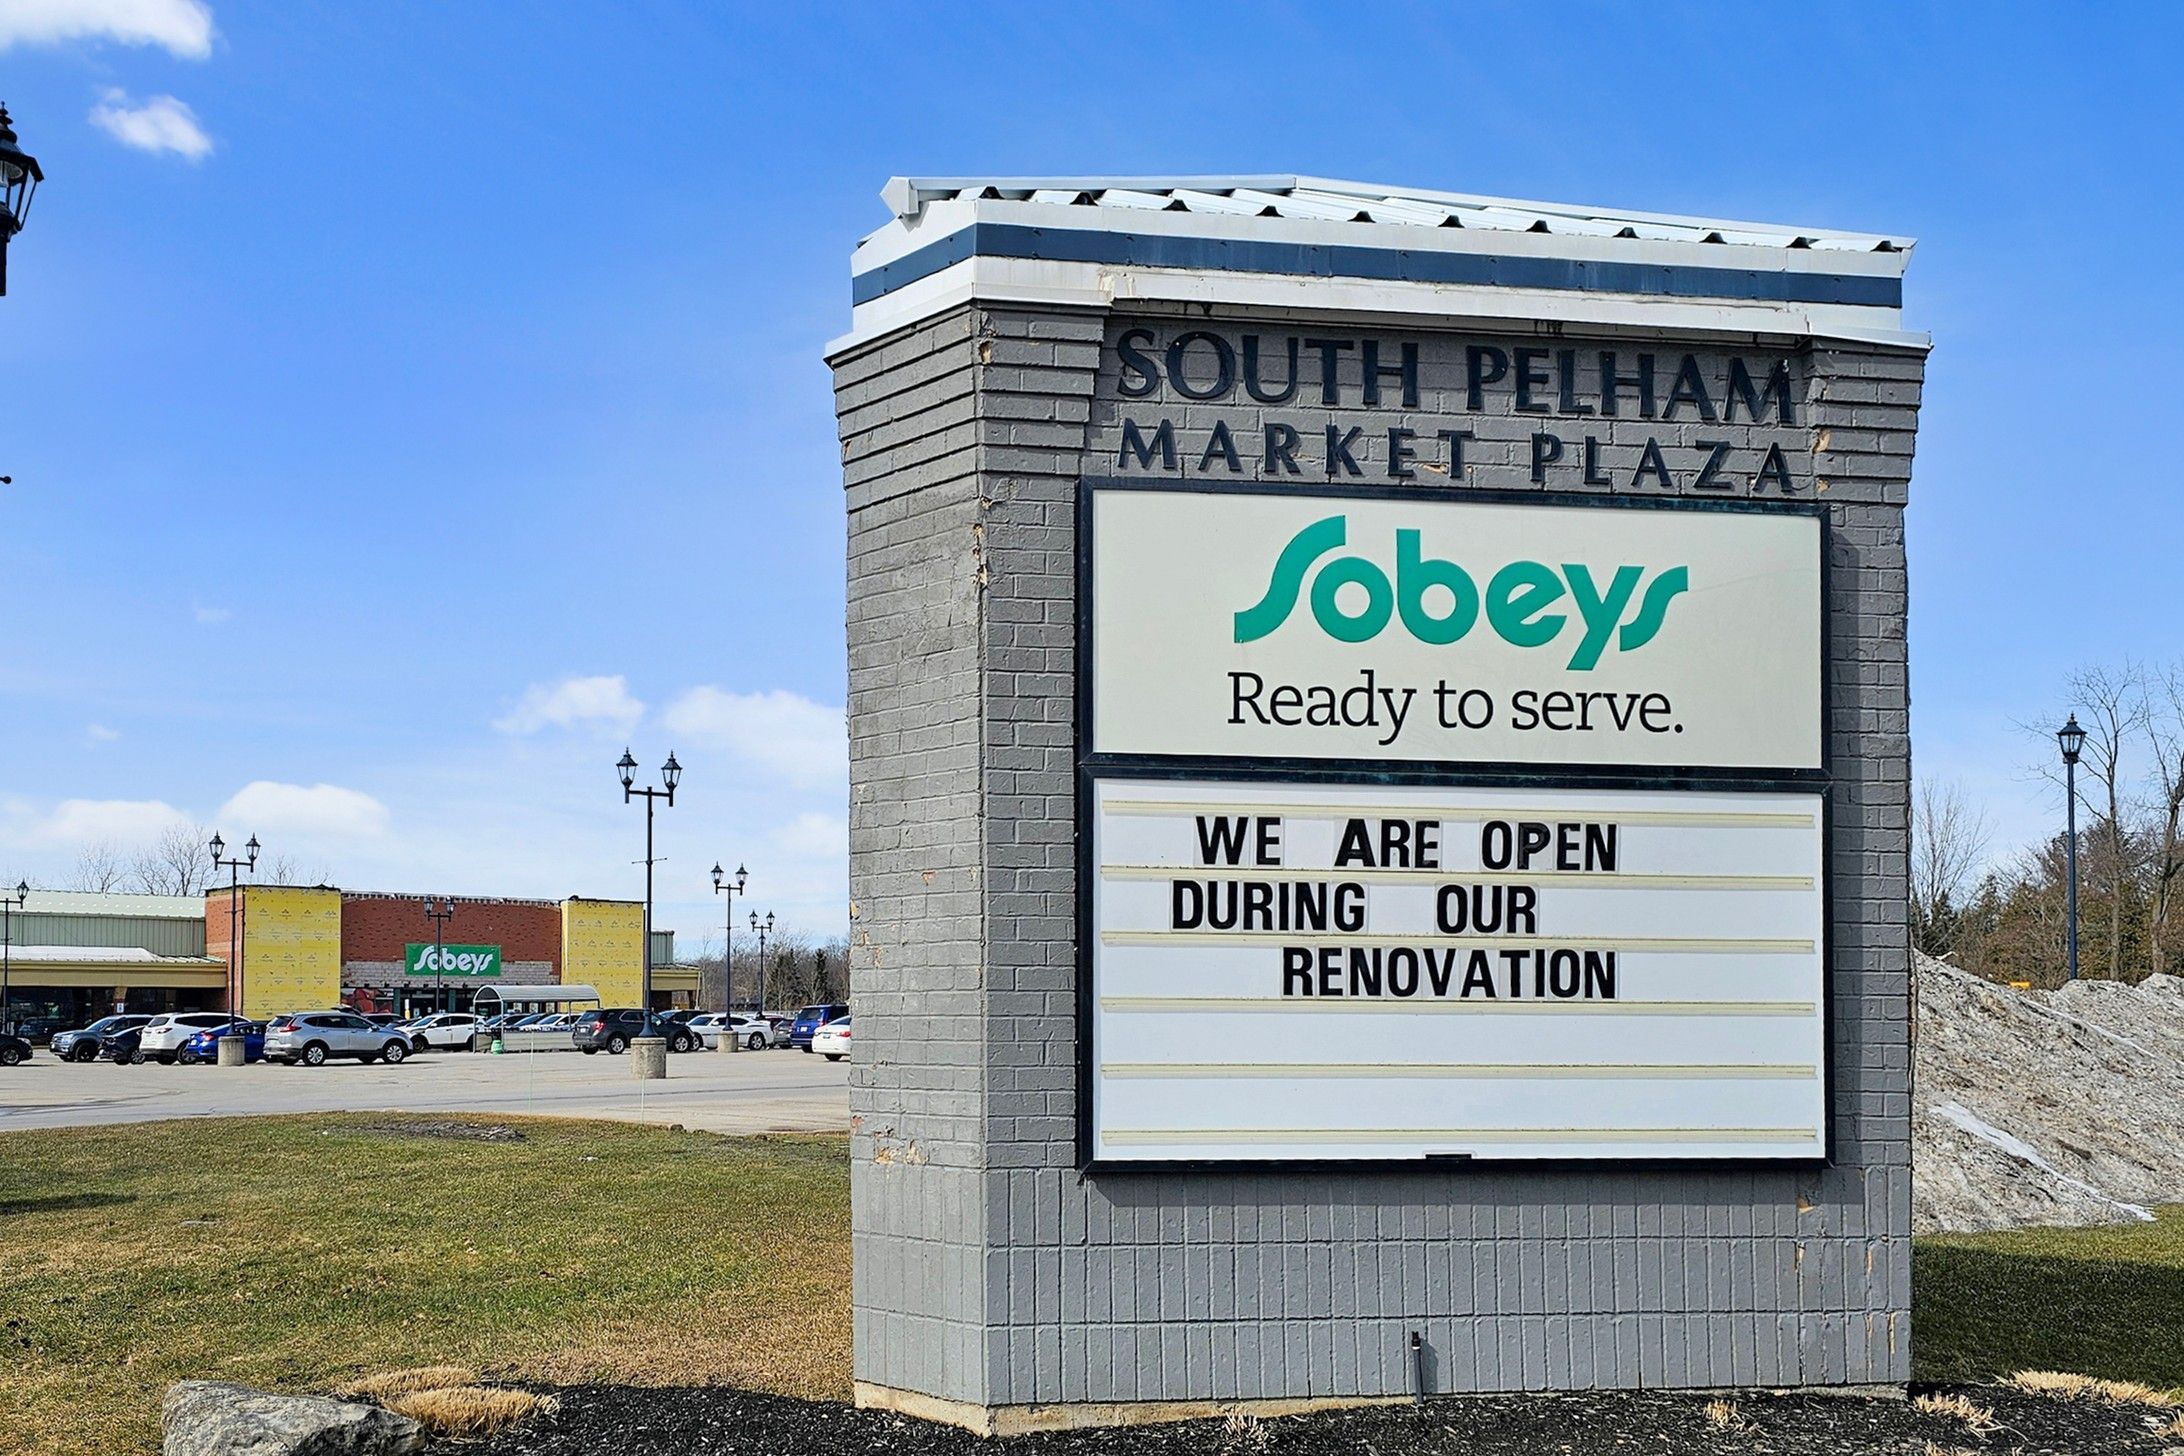 SOUTH PELHAM
MARKET PLAZA
Sobeys
Ready to serve.
WE ARE OPEN
DURING OUR
RENOVATION
Sobeys